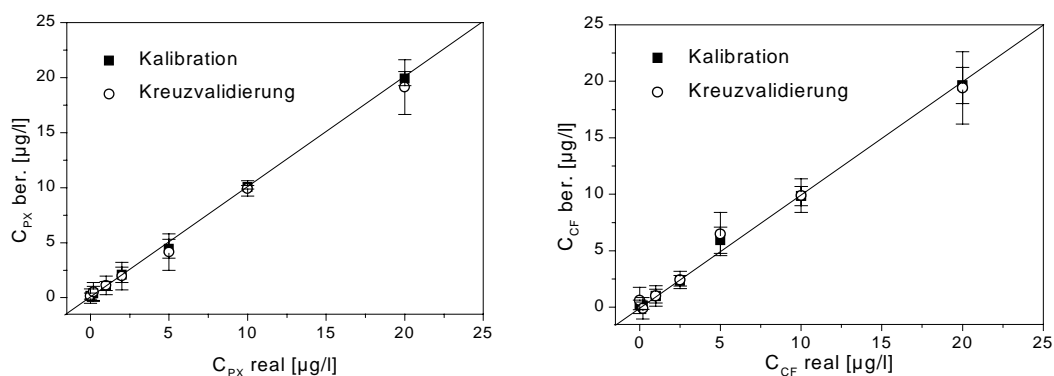 25
20
15
10
5
0
C_PX ber. [µg/l]
Kalibration
Kreuzvalidierung
0 5 10 15 20 25
C_PX real [µg/l]
25
20
15
10
5
0
C_CF ber. [µg/l]
Kalibration
Kreuzvalidierung
0 5 10 15 20 25
C_CF real [µg/l]